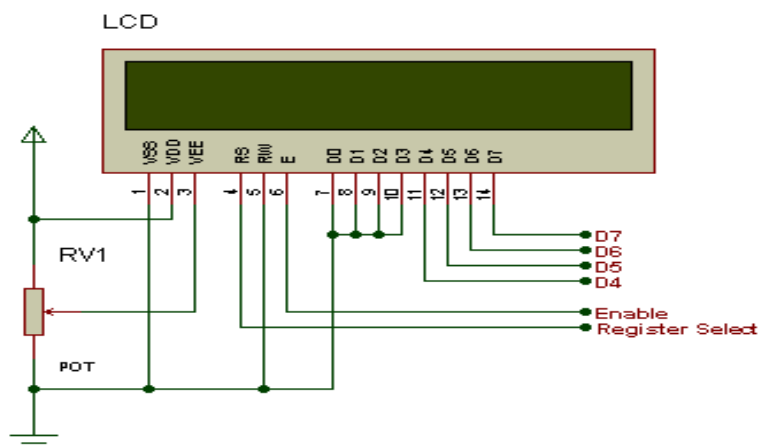 LCD
VSS VDD VEE RS RW E D0 D1 D2 D3 D4 D5 D6 D7
1 2 3 4 5 6 7 8 9 10 11 12 13 14
D7
D6
D5
D4
RV1
Enable
Register Select
POT